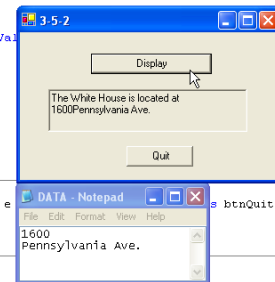 3-5-2
Val
Display
The White House is located at
1600Pennsylvania Ave.
Quit
e
DATA - Notepad
s btnQuit
File Edit Format View Help
1600
Pennsylvania Ave.